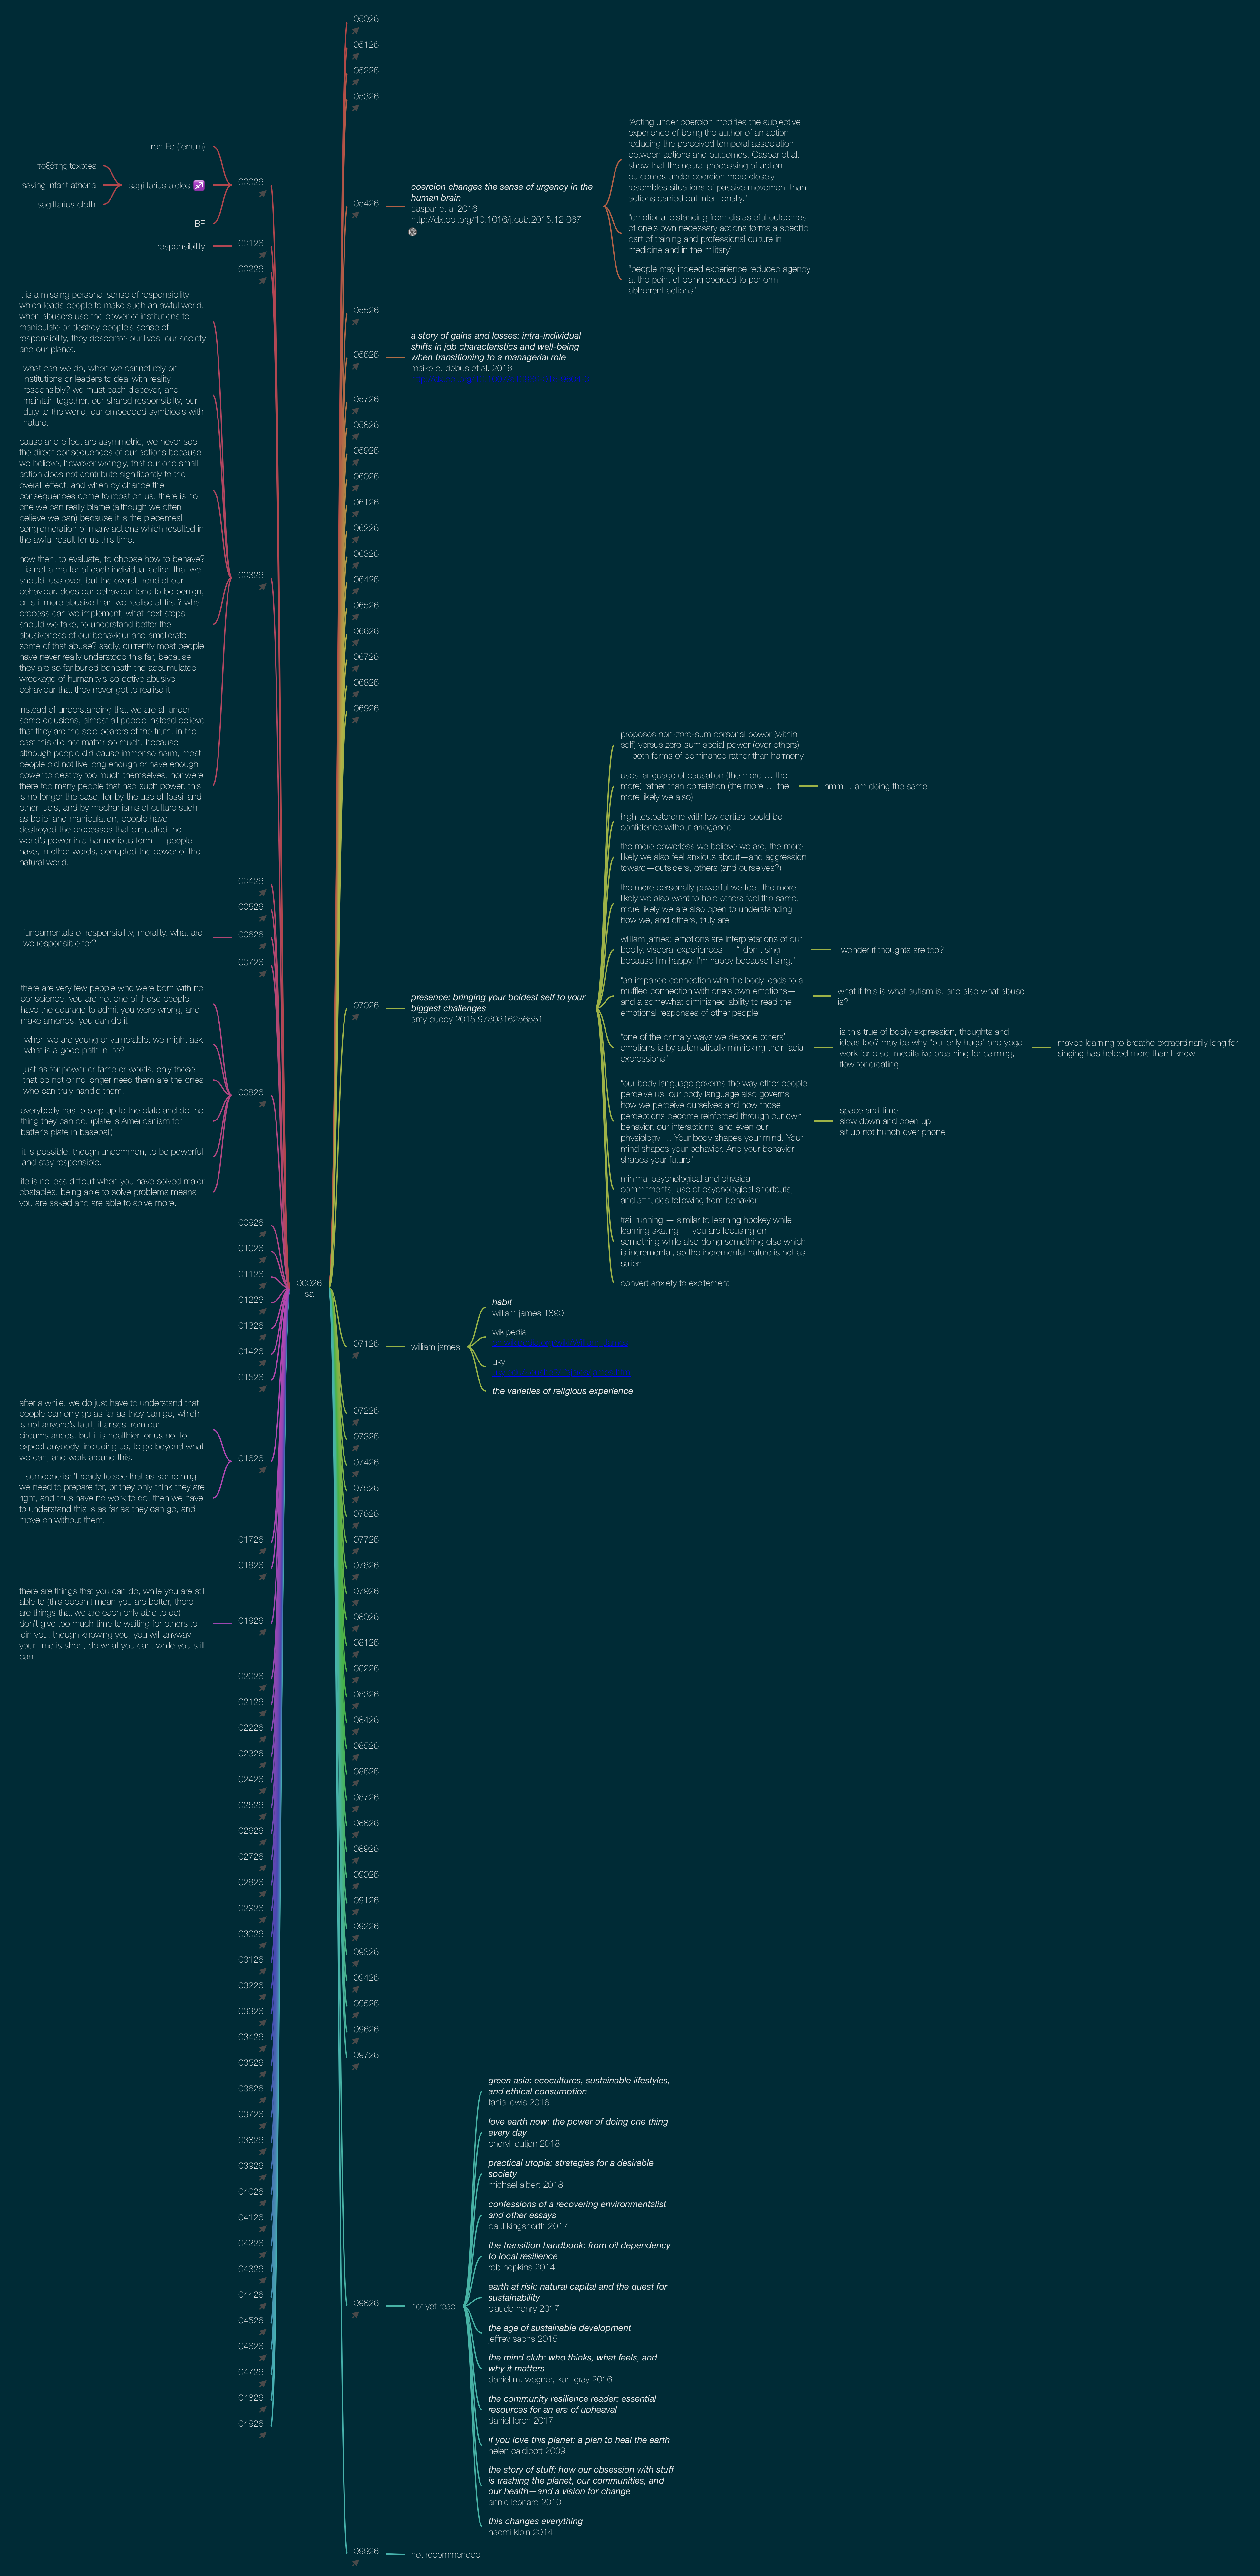 iron Fe (ferrum)
τοξότης toxotēs
saving infant athena
sagittarius aiolos ♐
sagittarius cloth
BF
00026
responsibility
00126
00226
it is a missing personal sense of responsibility
which leads people to make such an awful world.
when abusers use the power of institutions to
manipulate or destroy people's sense of
responsibility, they desecrate our lives, our society
and our planet.
what can we do, when we cannot rely on
institutions or leaders to deal with reality
responsibly? we must each discover, and
maintain together, our shared responsibilty, our
duty to the world, our embedded symbiosis with
nature.
cause and effect are asymmetric, we never see
the direct consequences of our actions because
we believe, however wrongly, that our one small
action does not contribute significantly to the
overall effect. and when by chance the
consequences come to roost on us, there is no
one we can really blame (although we often
believe we can) because it is the piecemeal
conglomeration of many actions which resulted in
the awful result for us this time.
how then, to evaluate, to choose how to behave?
it is not a matter of each individual action that we
should fuss over, but the overall trend of our
behaviour. does our behaviour tend to be benign,
or is it more abusive than we realise at first? what
process can we implement, what next steps
should we take, to understand better the
abusiveness of our behaviour and ameliorate
some of that abuse? sadly, currently most people
have never really understood this far, because
they are so far buried beneath the accumulated
wreckage of humanity's collective abusive
behaviour that they never get to realise it.
instead of understanding that we are all under
some delusions, almost all people instead believe
that they are the sole bearers of the truth. in the
past this did not matter so much, because
although people did cause immense harm, most
people did not live long enough or have enough
power to destroy too much themselves, nor were
there too many people that had such power. this
is no longer the case, for by the use of fossil and
other fuels, and by mechanisms of culture such
as belief and manipulation, people have
destroyed the processes that circulated the
world's power in a harmonious form — people
have, in other words, corrupted the power of the
natural world.
00326
00426
00526
fundamentals of responsibility, morality. what are
we responsible for?
00626
00726
there are very few people who were born with no
conscience. you are not one of those people.
have the courage to admit you were wrong, and
make amends. you can do it.
when we are young or vulnerable, we might ask
what is a good path in life?
just as for power or fame or words, only those
that do not or no longer need them are the ones
who can truly handle them.
everybody has to step up to the plate and do the
thing they can do. (plate is Americanism for
batter's plate in baseball)
it is possible, though uncommon, to be powerful
and stay responsible.
life is no less difficult when you have solved major
obstacles. being able to solve problems means
you are asked and are able to solve more.
00826
00926
01026
01126
01226
01326
01426
01526
after a while, we do just have to understand that
people can only go as far as they can go, which
is not anyone's fault, it arises from our
circumstances. but it is healthier for us not to
expect anybody, including us, to go beyond what
we can, and work around this.
if someone isn't ready to see that as something
we need to prepare for, or they only think they are
right, and thus have no work to do, then we have
to understand this is as far as they can go, and
move on without them.
01626
01726
01826
there are things that you can do, while you are still
able to (this doesn't mean you are better, there
are things that we are each only able to do) —
don't give too much time to waiting for others to
join you, though knowing you, you will anyway —
your time is short, do what you can, while you still
can
01926
02026
02126
02226
02326
02426
02526
02626
02726
02826
02926
03026
03126
03226
03326
03426
03526
03626
03726
03826
03926
04026
04126
04226
04326
04426
04526
04626
04726
04826
04926
00026
sa
05026
05126
05226
05326
05426
coercion changes the sense of urgency in the
human brain
caspar et al 2016
http://dx.doi.org/10.1016/j.cub.2015.12.067
"Acting under coercion modifies the subjective
experience of being the author of an action,
reducing the perceived temporal association
between actions and outcomes. Caspar et al.
show that the neural processing of action
outcomes under coercion more closely
resembles situations of passive movement than
actions carried out intentionally."
"emotional distancing from distasteful outcomes
of one's own necessary actions forms a specific
part of training and professional culture in
medicine and in the military"
"people may indeed experience reduced agency
at the point of being coerced to perform
abhorrent actions"
05526
05626
a story of gains and losses: intra-individual
shifts in job characteristics and well-being
when transitioning to a managerial role
maike e. debus et al. 2018
05726
05826
05926
06026
06126
06226
06326
06426
06526
06626
06726
06826
06926
07026
presence: bringing your boldest self to your
biggest challenges
amy cuddy 2015 9780316256551
proposes non-zero-sum personal power (within
self) versus zero-sum social power (over others)
— both forms of dominance rather than harmony
uses language of causation (the more … the
more) rather than correlation (the more … the
more likely we also)
hmm… am doing the same
high testosterone with low cortisol could be
confidence without arrogance
the more powerless we believe we are, the more
likely we also feel anxious about—and aggression
toward—outsiders, others (and ourselves?)
the more personally powerful we feel, the more
likely we also want to help others feel the same,
more likely we are also open to understanding
how we, and others, truly are
william james: emotions are interpretations of our
bodily, visceral experiences — "I don't sing
because I'm happy; I'm happy because I sing."
I wonder if thoughts are too?
"an impaired connection with the body leads to a
muffled connection with one's own emotions—
and a somewhat diminished ability to read the
emotional responses of other people"
what if this is what autism is, and also what abuse
is?
"one of the primary ways we decode others'
emotions is by automatically mimicking their facial
expressions"
is this true of bodily expression, thoughts and
ideas too? may be why "butterfly hugs" and yoga
work for ptsd, meditative breathing for calming,
flow for creating
maybe learning to breathe extraordinarily long for
singing has helped more than I knew
"our body language governs the way other people
perceive us, our body language also governs
how we perceive ourselves and how those
perceptions become reinforced through our own
behavior, our interactions, and even our
physiology … Your body shapes your mind. Your
mind shapes your behavior. And your behavior
shapes your future"
space and time
slow down and open up
sit up not hunch over phone
minimal psychological and physical
commitments, use of psychological shortcuts,
and attitudes following from behavior
trail running — similar to learning hockey while
learning skating — you are focusing on
something while also doing something else which
is incremental, so the incremental nature is not as
salient
convert anxiety to excitement
07126
william james
habit
william james 1890
wikipedia
uky
the varieties of religious experience
07226
07326
07426
07526
07626
07726
07826
07926
08026
08126
08226
08326
08426
08526
08626
08726
08826
08926
09026
09126
09226
09326
09426
09526
09626
09726
09826
not yet read
green asia: ecocultures, sustainable lifestyles,
and ethical consumption
tania lewis 2016
love earth now: the power of doing one thing
every day
cheryl leutjen 2018
practical utopia: strategies for a desirable
society
michael albert 2018
confessions of a recovering environmentalist
and other essays
paul kingsnorth 2017
the transition handbook: from oil dependency
to local resilience
rob hopkins 2014
earth at risk: natural capital and the quest for
sustainability
claude henry 2017
the age of sustainable development
jeffrey sachs 2015
the mind club: who thinks, what feels, and
why it matters
daniel m. wegner, kurt gray 2016
the community resilience reader: essential
resources for an era of upheaval
daniel lerch 2017
if you love this planet: a plan to heal the earth
helen caldicott 2009
the story of stuff: how our obsession with stuff
is trashing the planet, our communities, and
our health—and a vision for change
annie leonard 2010
this changes everything
naomi klein 2014
09926
not recommended